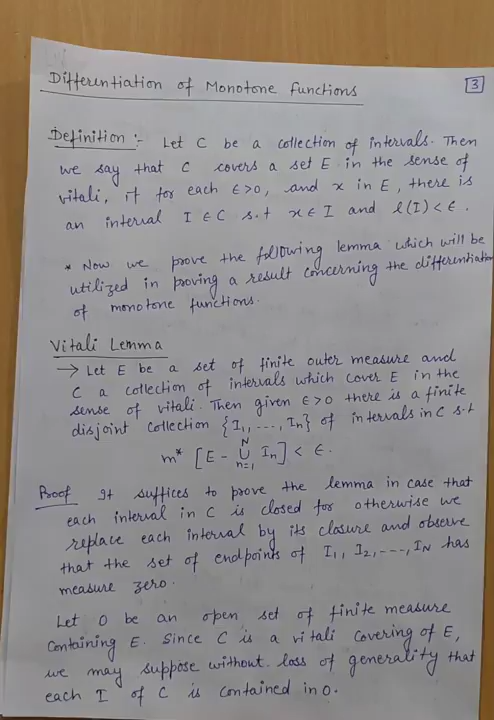 Differentiation of Monotone functions
3
Definition :- Let C be a collection of intervals. Then
we say that C covers a set E in the sense of
vitali, if for each ϵ>0, and x in E, there is
an interval I ∈ C s.t x∈I and l(I)<ϵ.
* Now we prove the following lemma which will be
utilized in proving a result concerning the differentiation
of monotone functions.
Vitali Lemma
→ Let E be a set of finite outer measure and
C a collection of intervals which cover E in the
sense of vitali. Then given ϵ>0 there is a finite
disjoint collection {I₁, ---, Iₙ} of intervals in C s.t
m* [E - ∪ₙ₌₁ᴺ Iₙ] < ϵ.
Proof It suffices to prove the lemma in case that
each interval in C is closed for otherwise we
replace each interval by its closure and observe
that the set of endpoints of I₁, I₂, ---, I_N has
measure zero.
Let O be an open set of finite measure
containing E. Since C is a vitali covering of E,
we may suppose without loss of generality that
each I of C is contained in O.